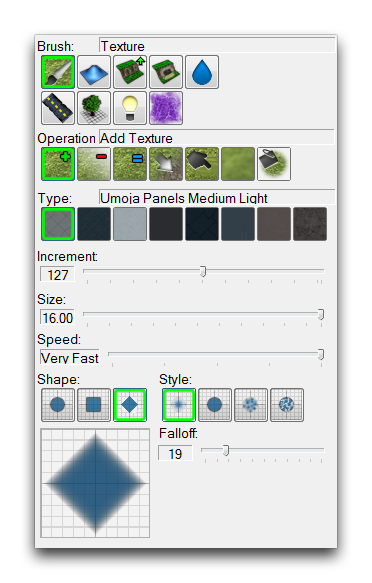 Brush: Texture
Operation Add Texture
Type: Umoja Panels Medium Light
Increment:
127
Size:
16.00
Speed:
Very Fast
Shape: Style:
Falloff:
19